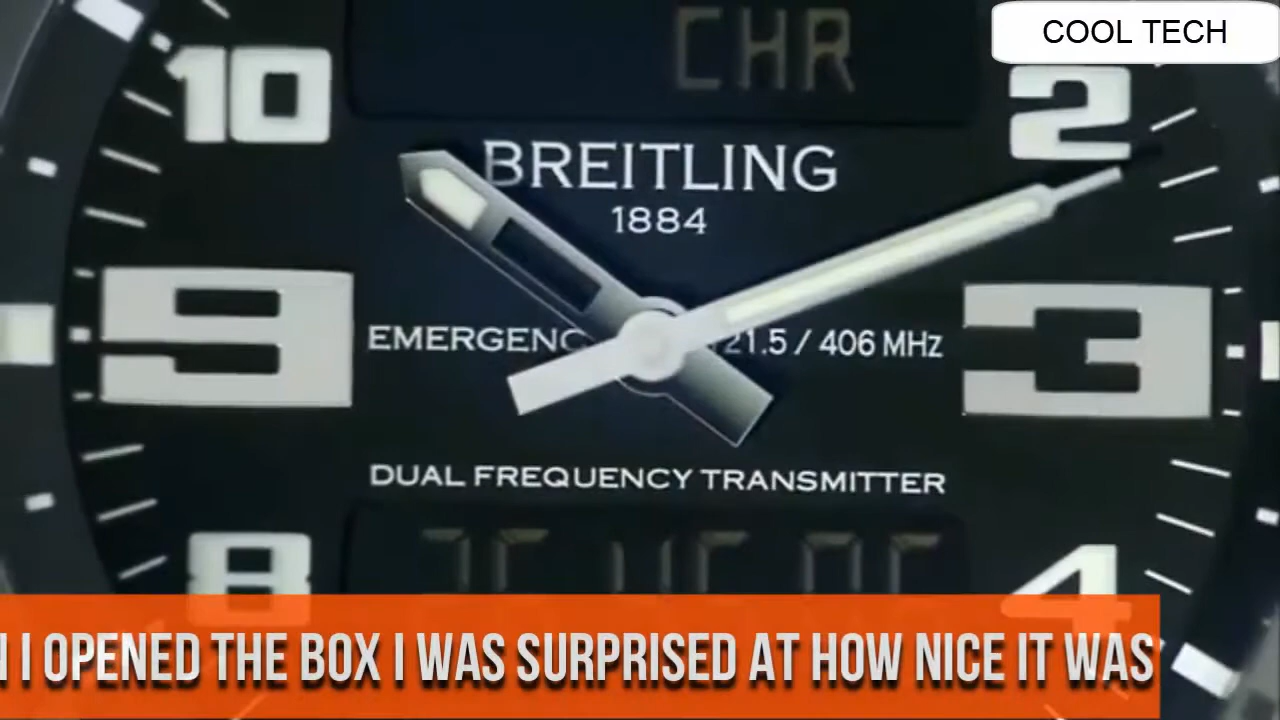 COOL TECH
CHR
10
2
BREITLING
1884
9
3
EMERGENC 21.5 / 406 MHz
DUAL FREQUENCY TRANSMITTER
8
4
I OPENED THE BOX I WAS SURPRISED AT HOW NICE IT WAS